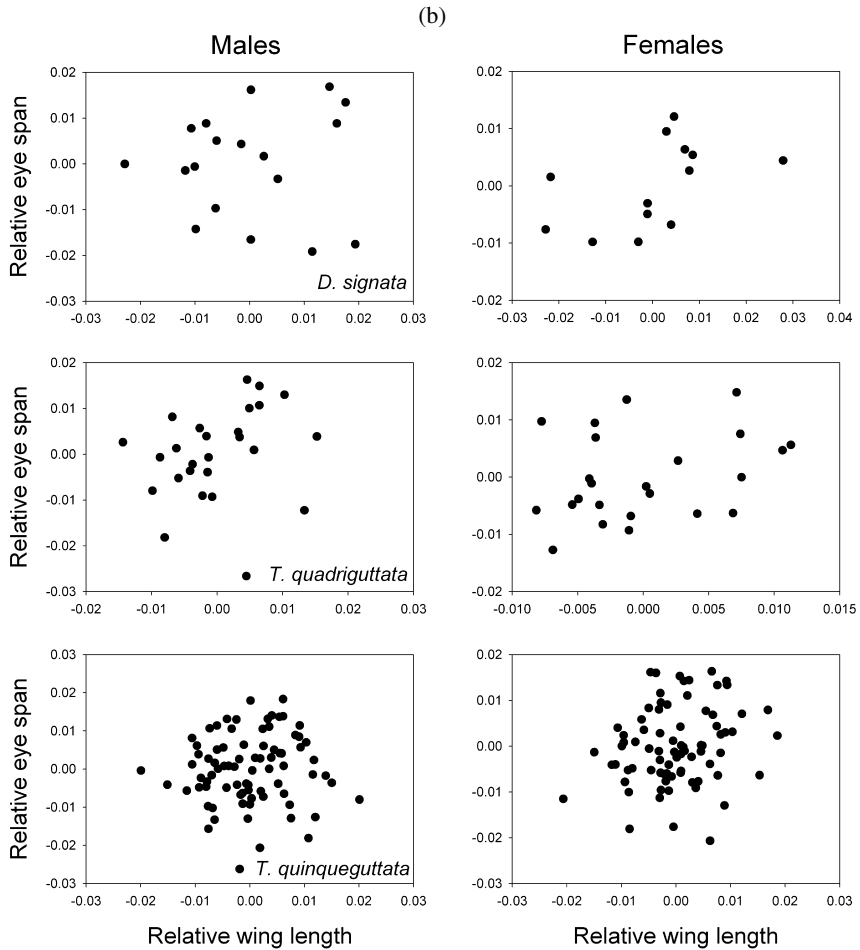 (b)
Males
Females
Relative eye span
0.02
0.01
0.00
-0.01
-0.02
-0.03
D. signata
-0.03 -0.02 -0.01 0.00 0.01 0.02 0.03
0.02
0.01
0.00
-0.01
-0.02
-0.03 -0.02 -0.01 0.00 0.01 0.02 0.03 0.04
Relative eye span
0.02
0.01
0.00
-0.01
-0.02
-0.03
T. quadriguttata
-0.02 -0.01 0.00 0.01 0.02 0.03
0.02
0.01
0.00
-0.01
-0.02
-0.010 -0.005 0.000 0.005 0.010 0.015
Relative eye span
0.03
0.02
0.01
0.00
-0.01
-0.02
-0.03
T. quinqueguttata
-0.03 -0.02 -0.01 0.00 0.01 0.02 0.03
Relative wing length
0.02
0.01
0.00
-0.01
-0.02
-0.03
-0.03 -0.02 -0.01 0.00 0.01 0.02 0.03
Relative wing length